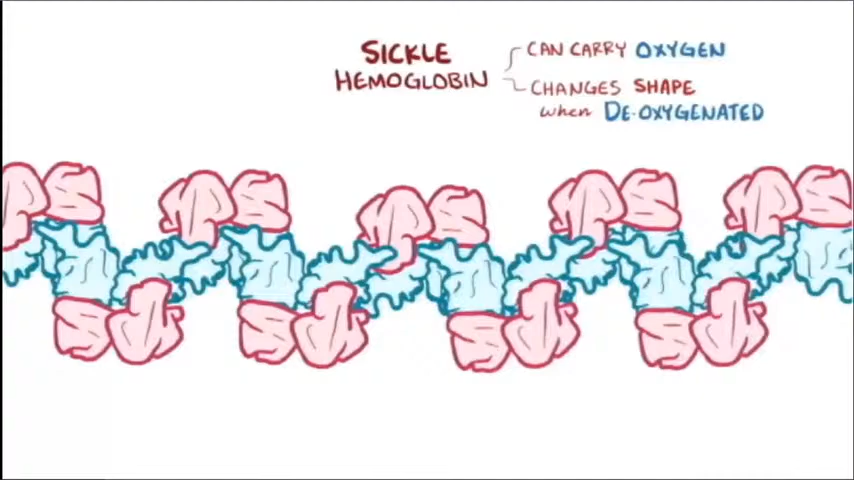 SICKLE
HEMOGLOBIN
CAN CARRY OXYGEN
CHANGES SHAPE
when DE-OXYGENATED